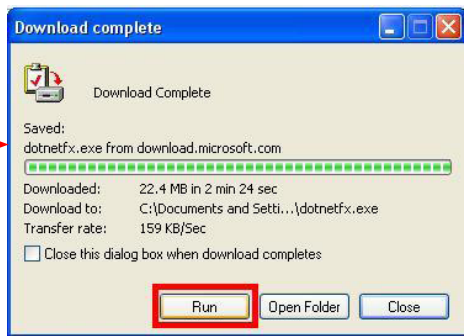 Download complete
Download Complete
Saved:
dotnetfx.exe from download.microsoft.com
Downloaded: 22.4 MB in 2 min 24 sec
Download to: C:\Documents and Setti...\dotnetfx.exe
Transfer rate: 159 KB/Sec
Close this dialog box when download completes
Run Open Folder Close